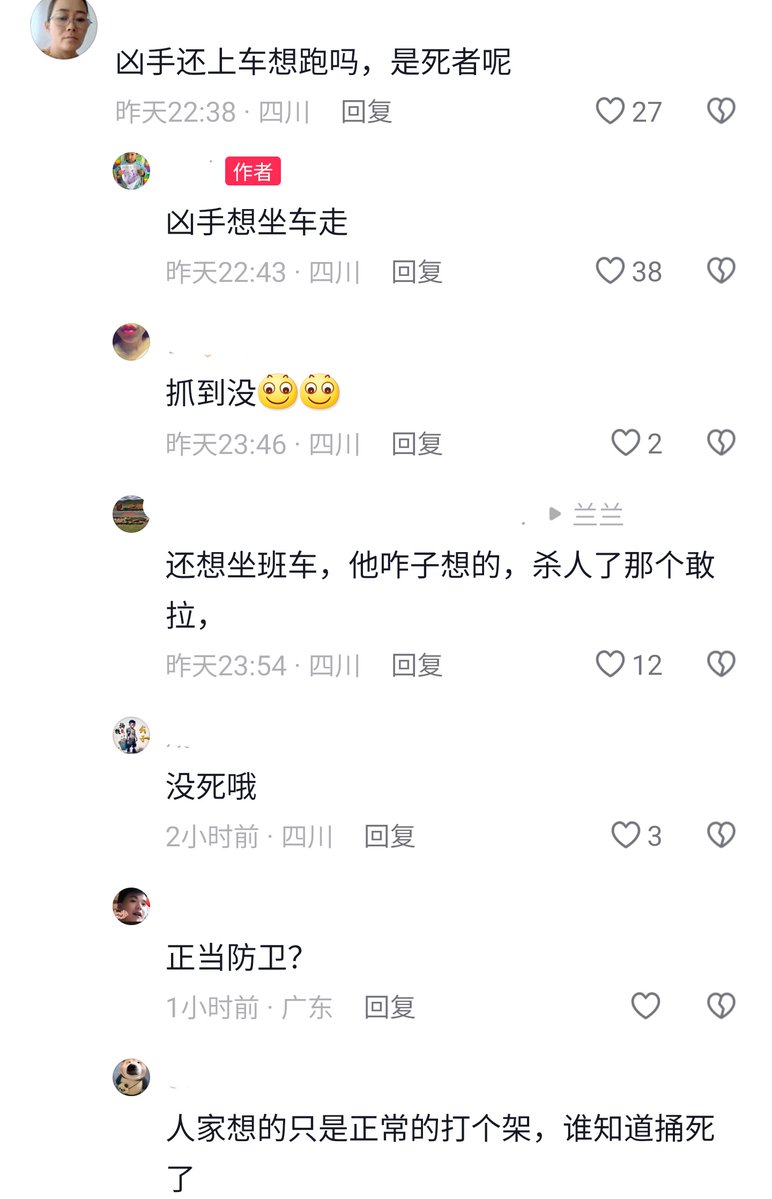 凶手还上车想跑吗，是死者呢
昨天22:38 · 四川 回复 27
作者
凶手想坐车走
昨天22:43 · 四川 回复 38
抓到没
昨天23:46 · 四川 回复 2
兰兰
还想坐班车，他咋子想的，杀人了那个敢
拉，
昨天23:54 · 四川 回复 12
没死哦
2小时前 · 四川 回复 3
正当防卫？
1小时前 · 广东 回复
人家想的只是正常的打个架，谁知道捅死
了